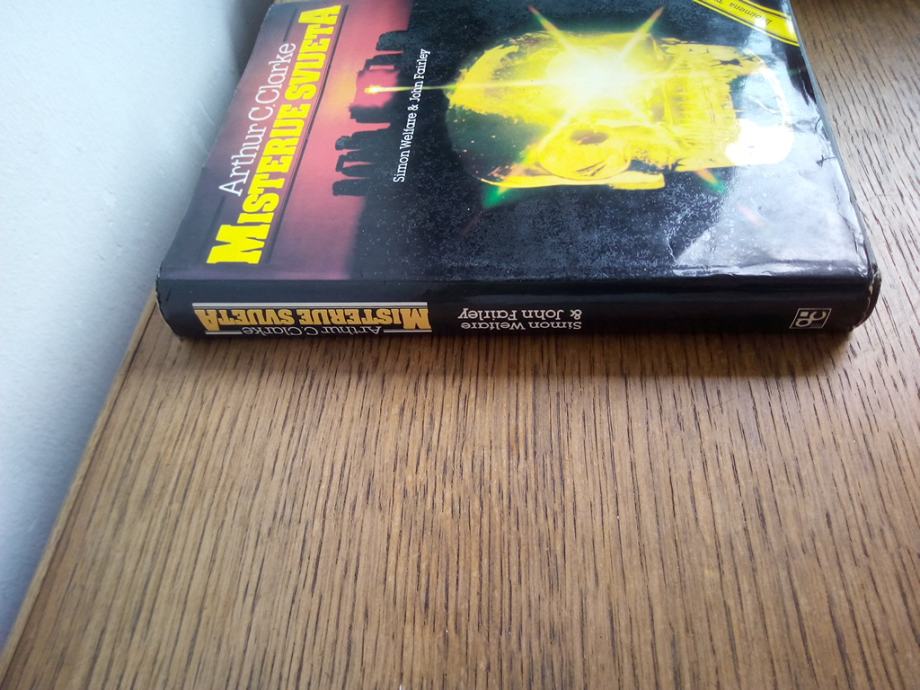 Arthur C. Clarke
MISTERIJE SVIJETA
Simon Welfare & John Fairley
Arthur C. Clarke
MISTERIJE SVIJETA
Simon Welfare
& John Fairley